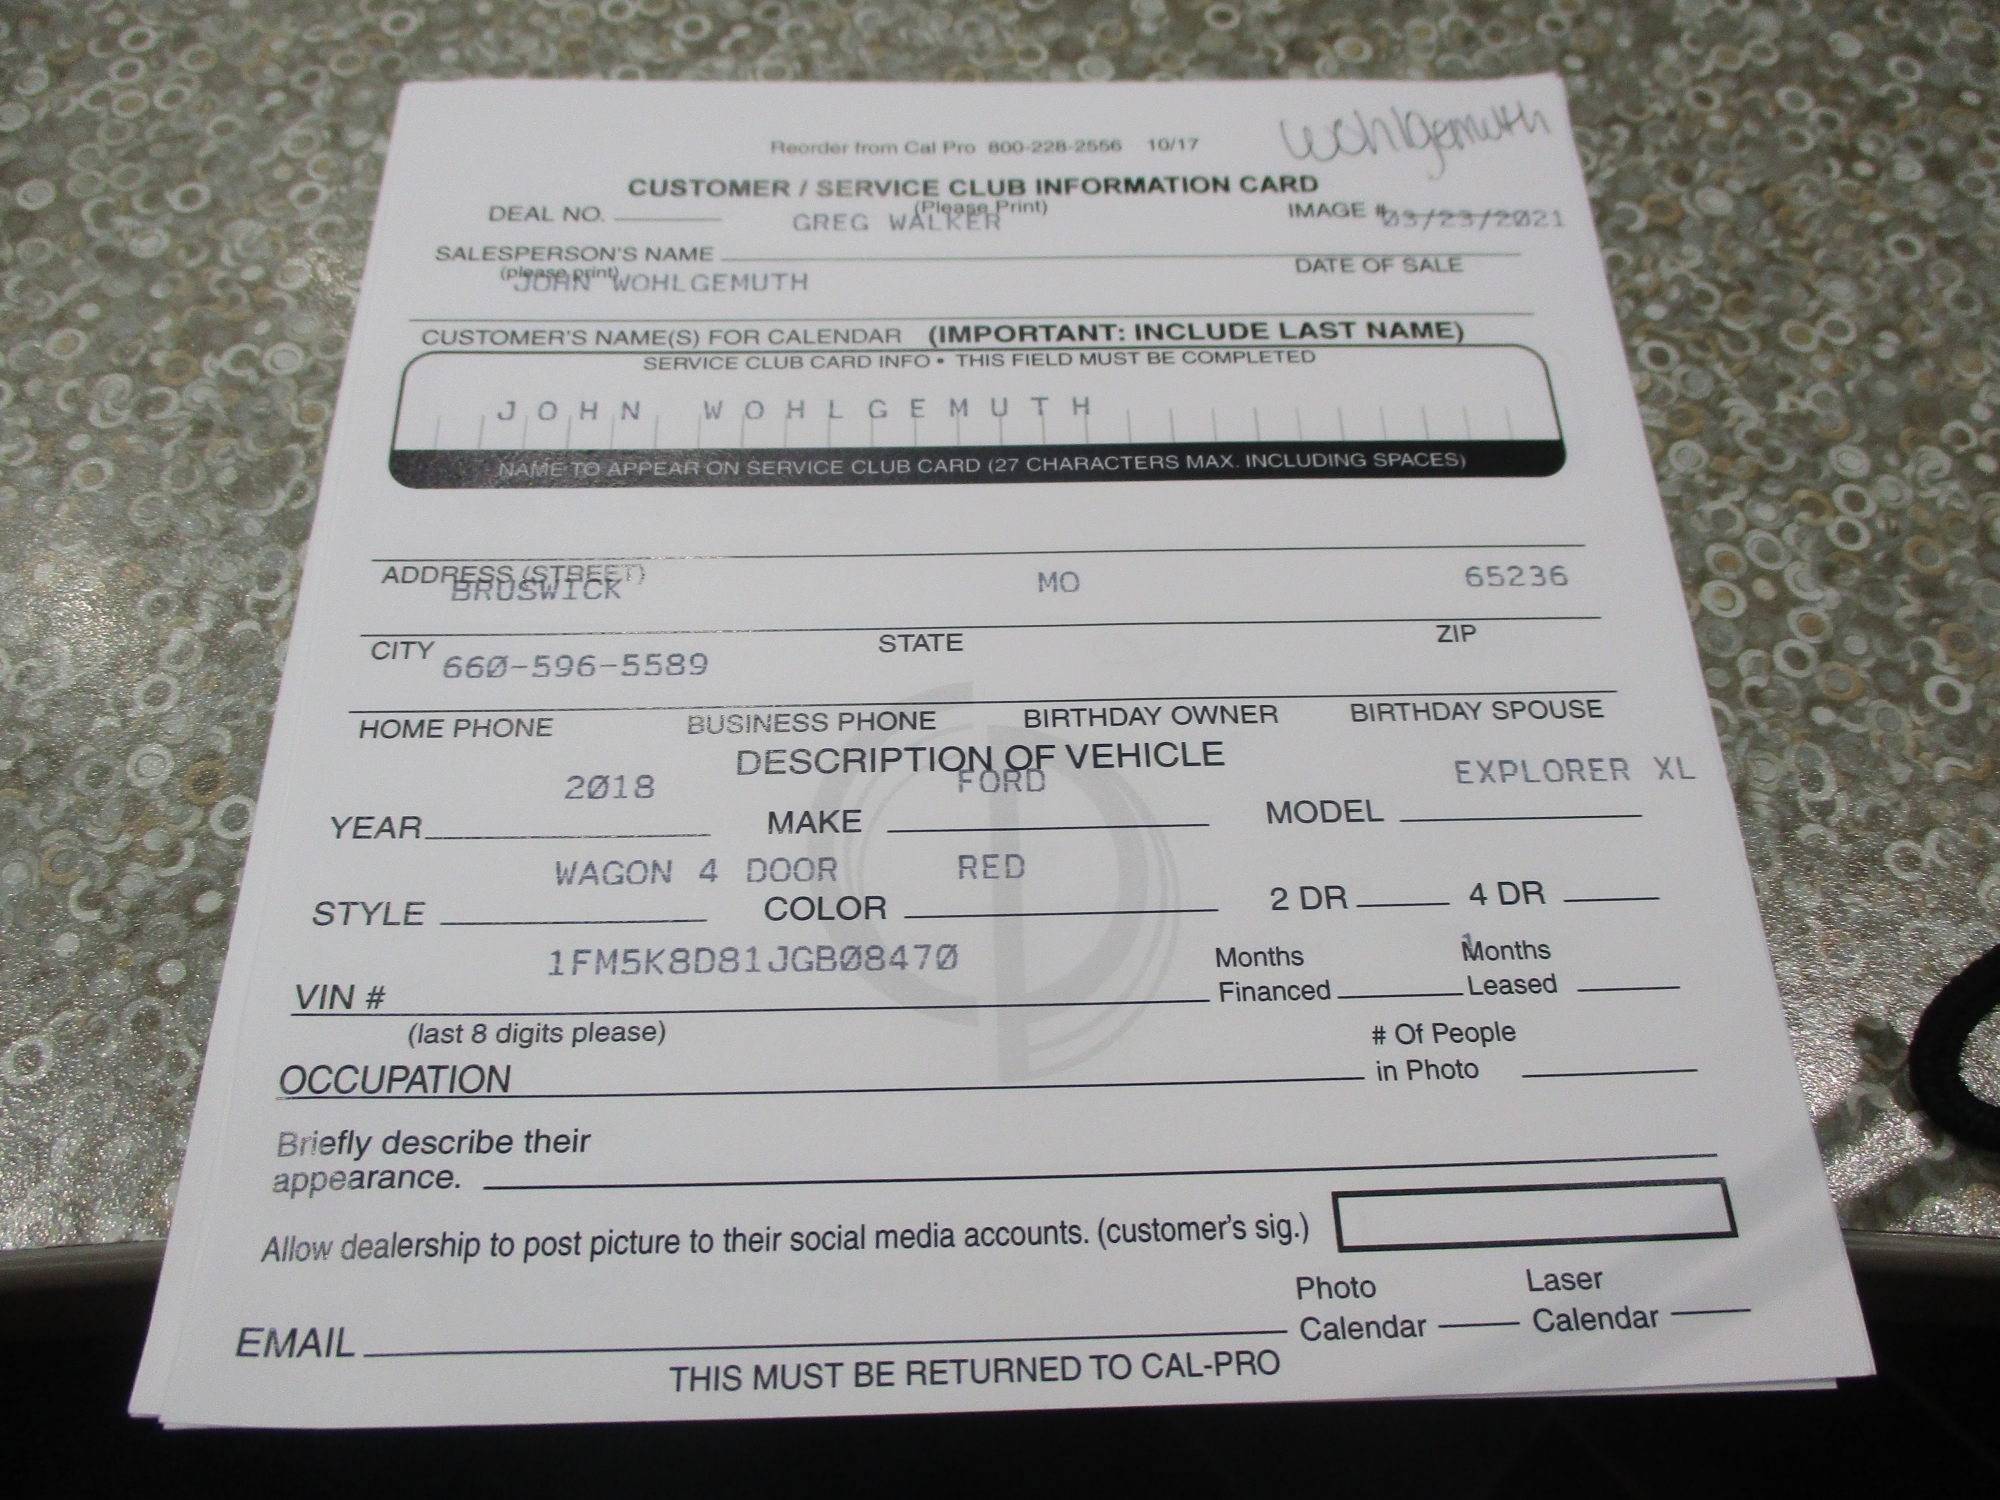 wohlgemuth
Reorder from Cal Pro 800-228-2556 10/17
CUSTOMER / SERVICE CLUB INFORMATION CARD
(Please Print)
DEAL NO. GREG WALKER IMAGE # 03/23/2021
SALESPERSON'S NAME DATE OF SALE
(please print)
JOHN WOHLGEMUTH
CUSTOMER'S NAME(S) FOR CALENDAR (IMPORTANT: INCLUDE LAST NAME)
SERVICE CLUB CARD INFO • THIS FIELD MUST BE COMPLETED
JOHN WOHLGEMUTH
NAME TO APPEAR ON SERVICE CLUB CARD (27 CHARACTERS MAX. INCLUDING SPACES)
ADDRESS (STREET)
BRUSWICK MO 65236
CITY STATE ZIP
660-596-5589
HOME PHONE BUSINESS PHONE BIRTHDAY OWNER BIRTHDAY SPOUSE
DESCRIPTION OF VEHICLE
2018 FORD EXPLORER XL
YEAR MAKE MODEL
WAGON 4 DOOR RED
STYLE COLOR 2 DR 4 DR
1FM5K8D81JGB08470 1
VIN # Months Financed Months Leased
(last 8 digits please)
OCCUPATION # Of People in Photo
Briefly describe their
appearance.
Allow dealership to post picture to their social media accounts. (customer's sig.)
EMAIL Photo Calendar Laser Calendar
THIS MUST BE RETURNED TO CAL-PRO